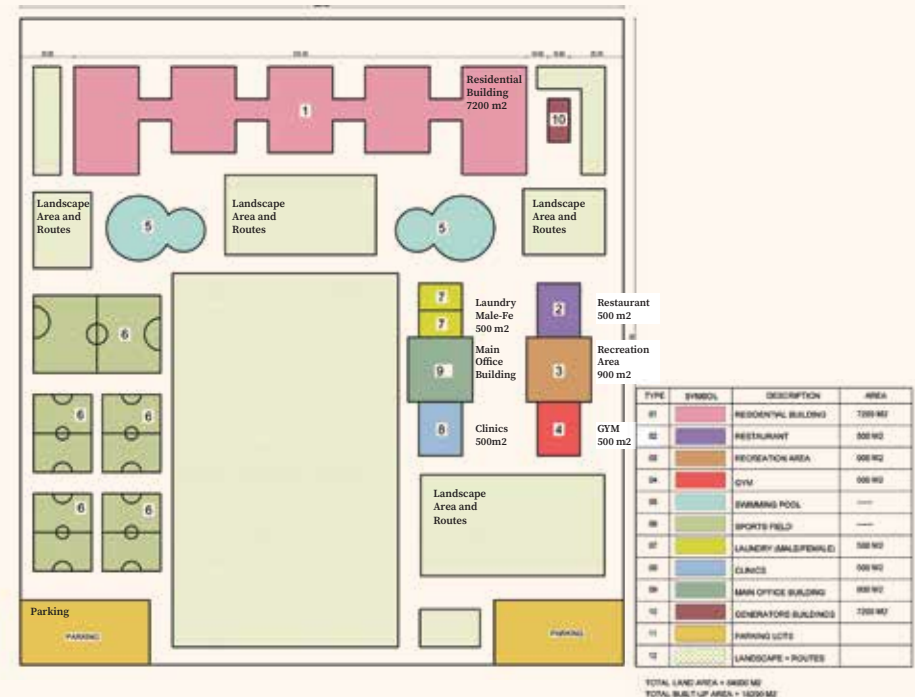 Residential
Building
7200 m2
1
10
Landscape
Area and
Routes
5
Landscape
Area and
Routes
5
Landscape
Area and
Routes
6
7
7
Laundry
Male-Fe
500 m2
2
Restaurant
500 m2
9
Main
Office
Building
3
Recreation
Area
900 m2
6
6
8
Clinics
500m2
4
GYM
500 m2
6
6
Landscape
Area and
Routes
Parking
PARKING
PARKING
TYPE SYMBOL DESCRIPTION AREA
01 RESIDENTIAL BUILDING 7200 M2
02 RESTAURANT 500 M2
03 RECREATION AREA 900 M2
04 GYM
05 SWIMMING POOL -----
06 SPORTS FIELD -----
07 LAUNDRY (MALE/FEMALE) 500 M2
08 CLINICS
09 MAIN OFFICE BUILDING
10 GENERATORS BUILDINGS 7200 M2
11 PARKING LOTS
12 LANDSCAPE + ROUTES
TOTAL LAND AREA =
TOTAL BUILT UP AREA =